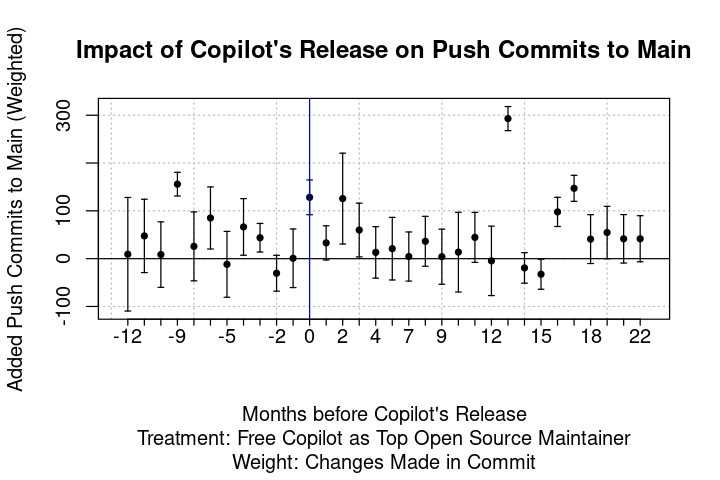 Impact of Copilot's Release on Push Commits to Main
Added Push Commits to Main (Weighted)
300
100
0
-100
-12 -9 -5 -2 0 2 4 7 9 12 15 18 22
Months before Copilot's Release
Treatment: Free Copilot as Top Open Source Maintainer
Weight: Changes Made in Commit